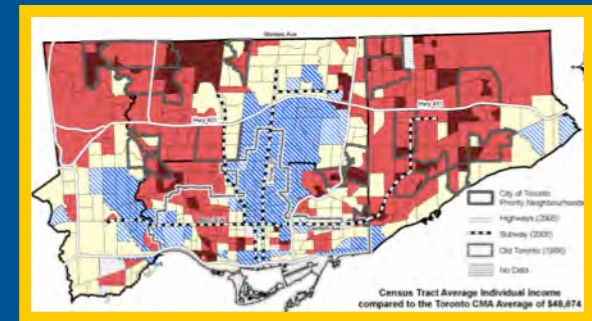 Steeles Ave
Hwy 401
Hwy 401
City of Toronto
Priority Neighbourhoods
Highways (2005)
Subway (2005)
Old Toronto (1996)
No Data
Census Tract Average Individual Income
compared to the Toronto CMA Average of $48,874